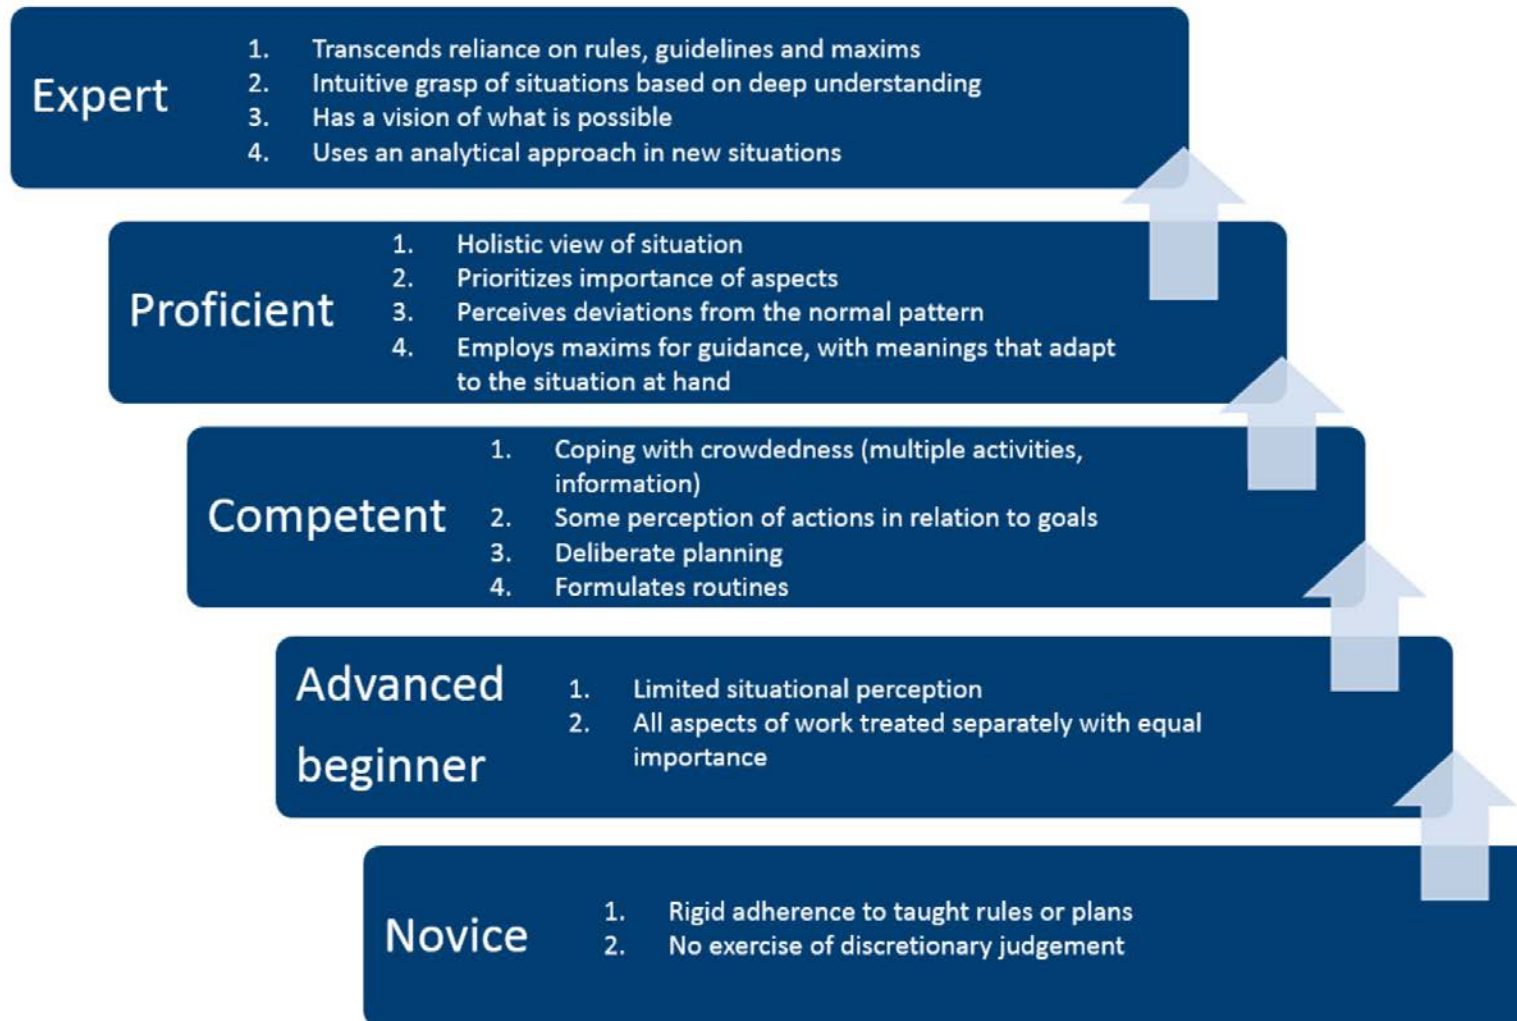 Expert
1. Transcends reliance on rules, guidelines and maxims
2. Intuitive grasp of situations based on deep understanding
3. Has a vision of what is possible
4. Uses an analytical approach in new situations
Proficient
1. Holistic view of situation
2. Prioritizes importance of aspects
3. Perceives deviations from the normal pattern
4. Employs maxims for guidance, with meanings that adapt
to the situation at hand
Competent
1. Coping with crowdedness (multiple activities,
information)
2. Some perception of actions in relation to goals
3. Deliberate planning
4. Formulates routines
Advanced
beginner
1. Limited situational perception
2. All aspects of work treated separately with equal
importance
Novice
1. Rigid adherence to taught rules or plans
2. No exercise of discretionary judgement